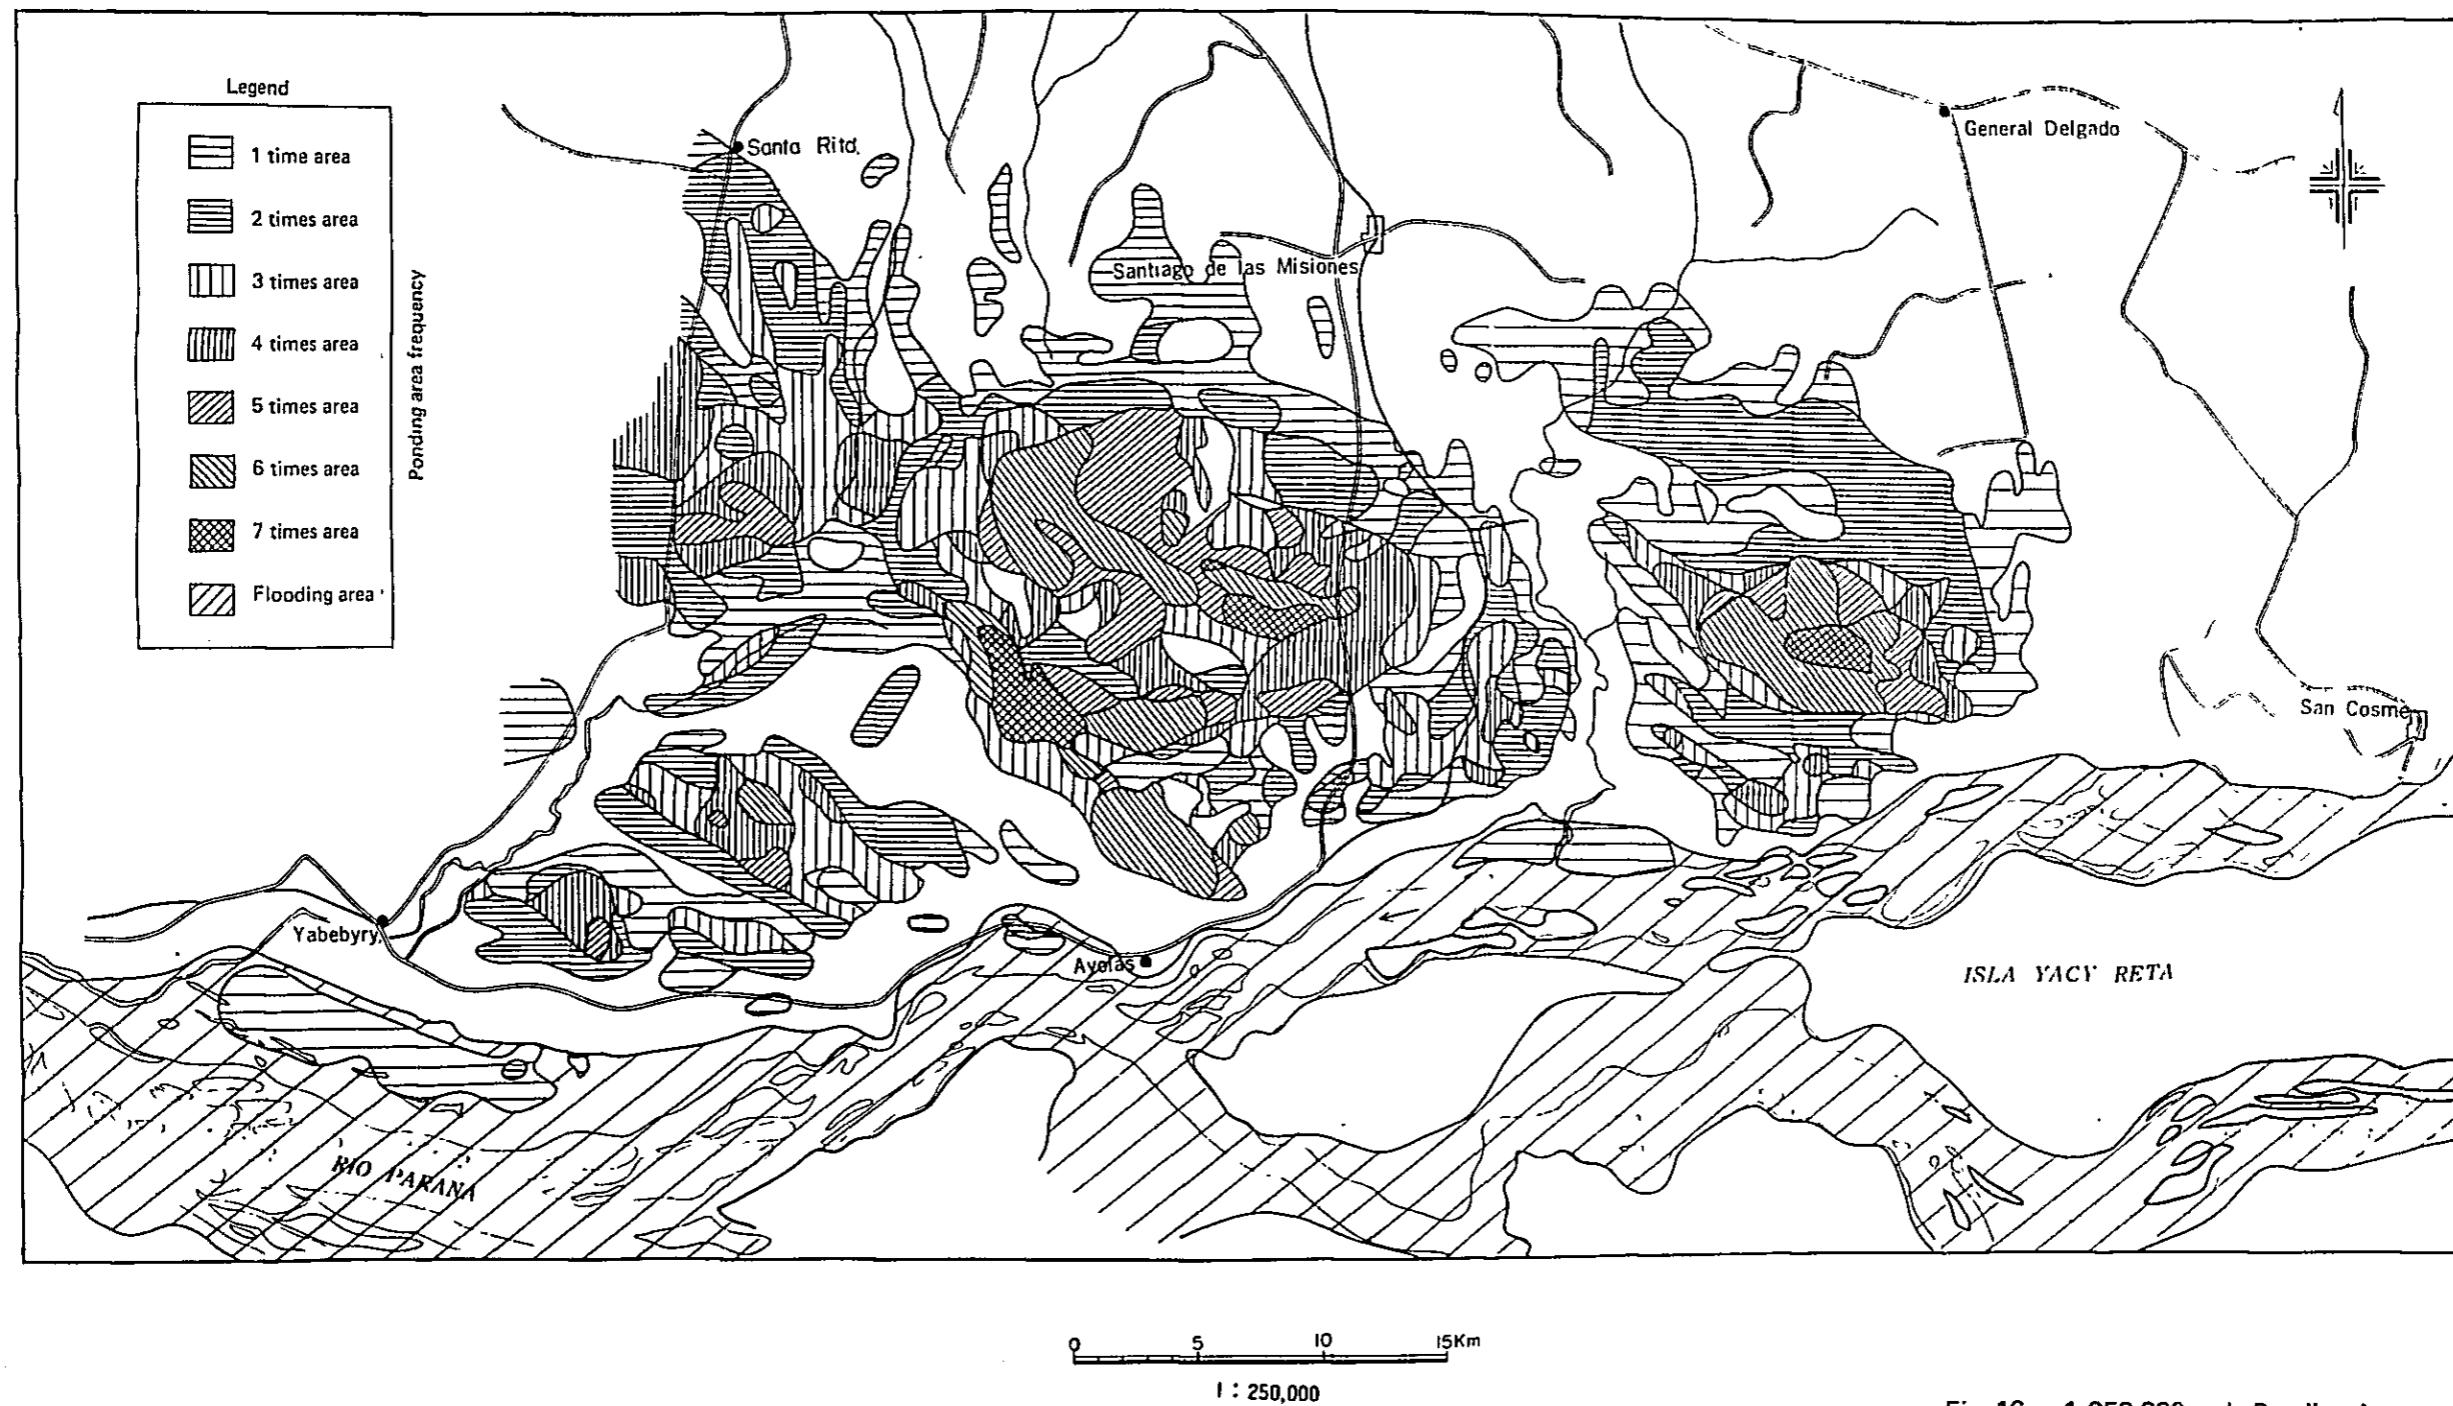 Legend
1 time area
2 times area
3 times area
4 times area
5 times area
6 times area
7 times area
Flooding area
Ponding area frequency
Santa Rita.
General Delgado
Santiago de las Misiones
San Cosme
Yabebyry
Ayolas
ISLA YACY RETA
RIO PARANA
0 5 10 15Km
1 : 250,000